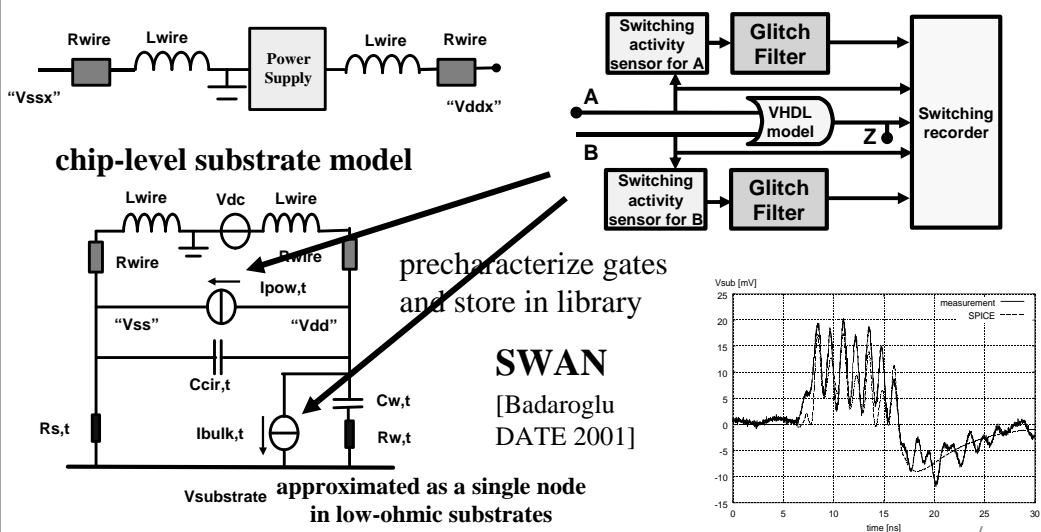 Rwire
Lwire
Power
Supply
Lwire
Rwire
“Vssx”
“Vddx”
Switching
activity
sensor for A
Glitch
Filter
A
VHDL
model
Z
B
Switching
recorder
Switching
activity
sensor for B
Glitch
Filter
chip-level substrate model
Lwire
Vdc
Lwire
Rwire
Rwire
Ipow,t
“Vss”
“Vdd”
Ccir,t
Rs,t
Ibulk,t
Cw,t
Rw,t
Vsubstrate
approximated as a single node
in low-ohmic substrates
precharacterize gates
and store in library
SWAN
[Badaroglu
DATE 2001]
Vsub [mV]
measurement
SPICE
25
20
15
10
5
0
-5
-10
-15
0
5
10
15
20
25
30
time [ns]